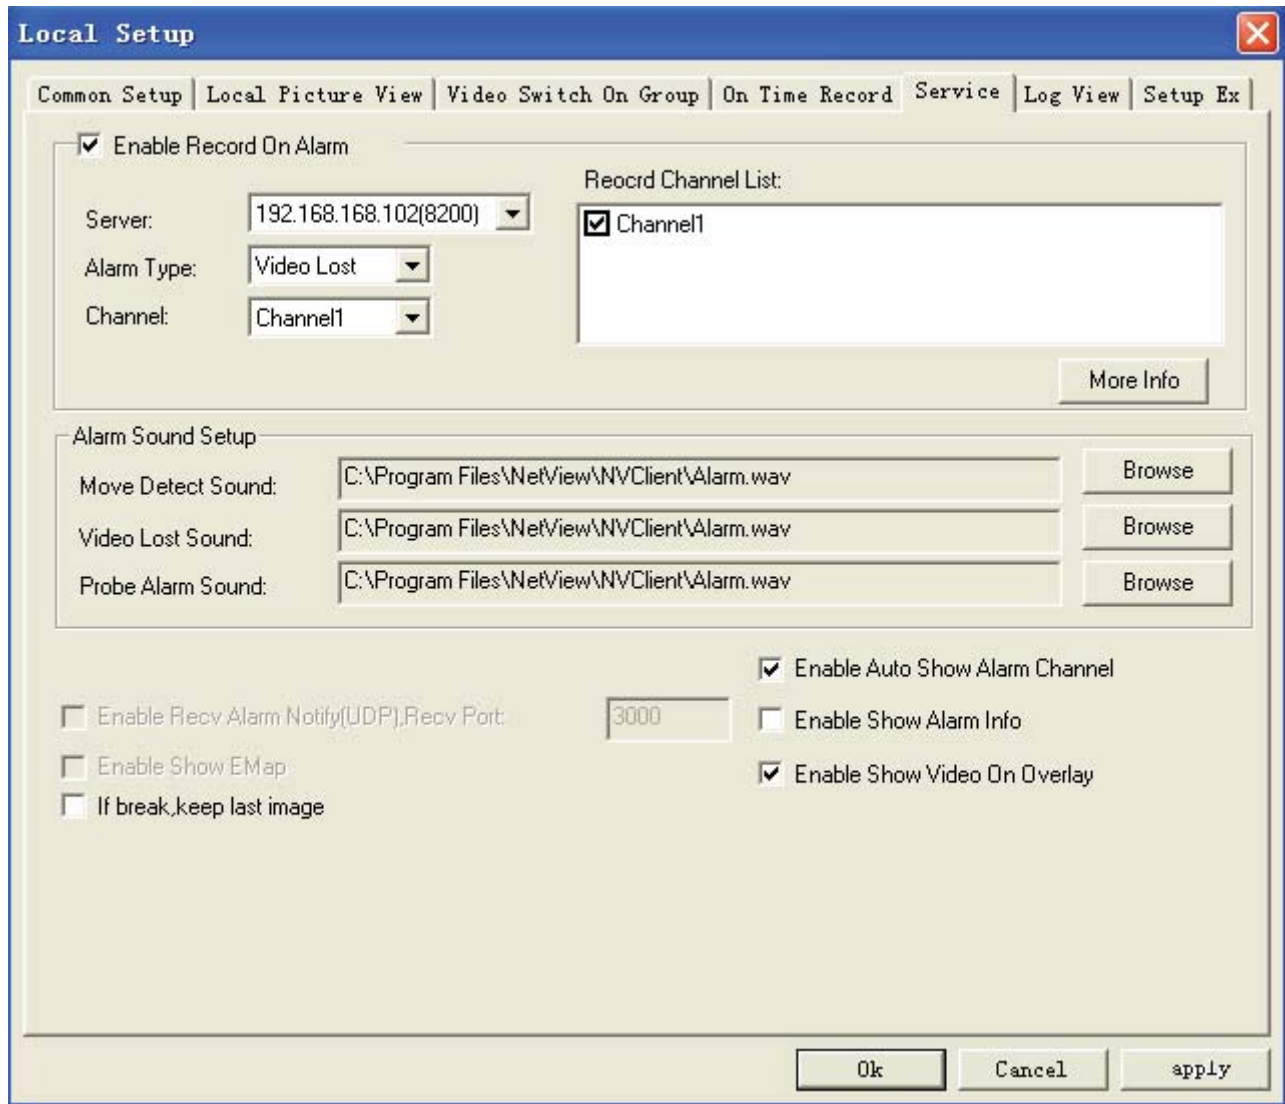 Local Setup
Common Setup Local Picture View Video Switch On Group On Time Record Service Log View Setup Ex
Enable Record On Alarm
Reocrd Channel List:
Server: 192.168.168.102(8200)
Channel1
Alarm Type: Video Lost
Channel: Channel1
More Info
Alarm Sound Setup
Move Detect Sound: C:\Program Files\NetView\NVClient\Alarm.wav Browse
Video Lost Sound: C:\Program Files\NetView\NVClient\Alarm.wav Browse
Probe Alarm Sound: C:\Program Files\NetView\NVClient\Alarm.wav Browse
Enable Auto Show Alarm Channel
Enable Recv Alarm Notify(UDP),Recv Port: 3000 Enable Show Alarm Info
Enable Show EMap Enable Show Video On Overlay
If break,keep last image
Ok Cancel apply